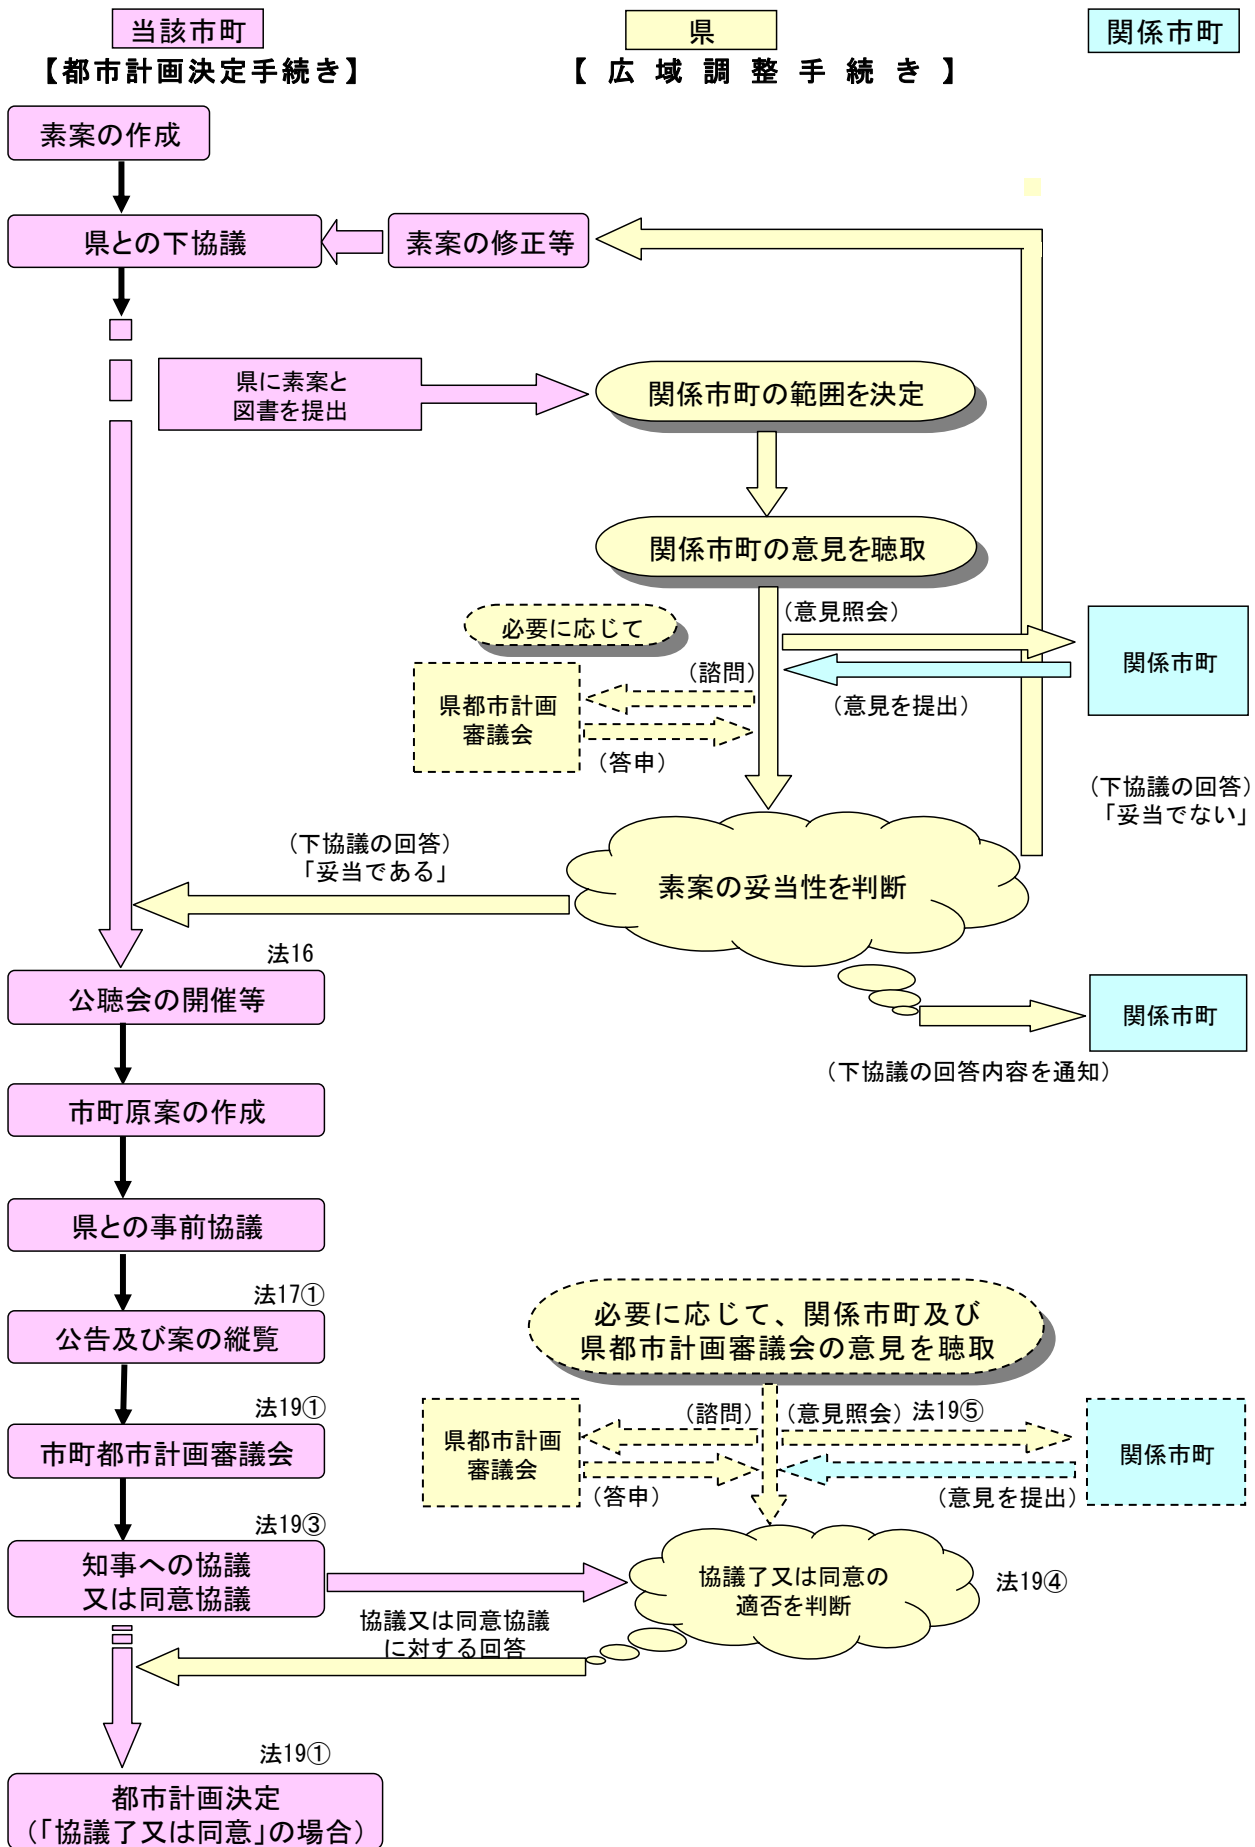 当該市町
県
関係市町
【都市計画決定手続き】
【広域調整手続き】
素案の作成
県との下協議
素案の修正等
県に素案と
図書を提出
関係市町の範囲を決定
関係市町の意見を聴取
（意見照会）
必要に応じて
関係市町
（諮問）
（意見を提出）
県都市計画
審議会
（答申）
（下協議の回答）
「妥当でない」
（下協議の回答）
「妥当である」
素案の妥当性を判断
法16
公聴会の開催等
関係市町
（下協議の回答内容を通知）
市町原案の作成
県との事前協議
法17①
公告及び案の縦覧
必要に応じて、関係市町及び
県都市計画審議会の意見を聴取
法19①
市町都市計画審議会
（諮問）
（意見照会）
法19⑤
県都市計画
審議会
関係市町
（答申）
（意見を提出）
法19③
知事への協議
又は同意協議
協議了又は同意の
適否を判断
法19④
協議又は同意協議
に対する回答
法19①
都市計画決定
（「協議了又は同意」の場合）